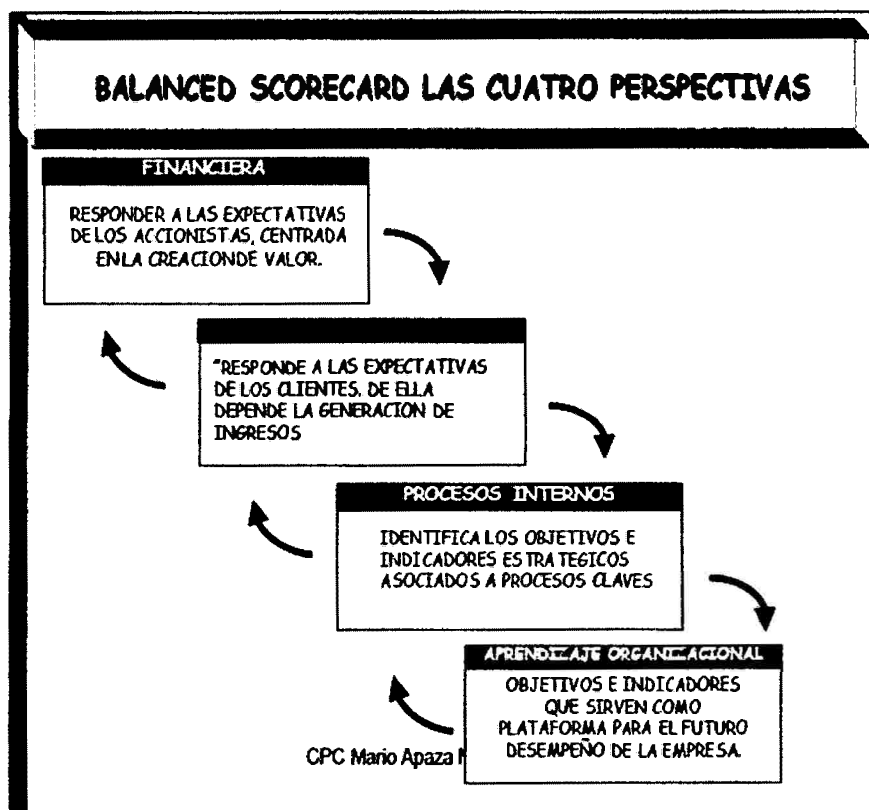 BALANCED SCORECARD LAS CUATRO PERSPECTIVAS
FINANCIERA
RESPONDER A LAS EXPECTATIVAS
DE LOS ACCIONISTAS, CENTRADA
EN LA CREACIONDE VALOR.
"RESPONDE A LAS EXPECTATIVAS
DE LOS CLIENTES. DE ELLA
DEPENDE LA GENERACION DE
INGRESOS
PROCESOS INTERNOS
IDENTIFICA LOS OBJETIVOS E
INDICADORES ESTRATEGICOS
ASOCIADOS A PROCESOS CLAVES
APRENDIZAJE ORGANIZACIONAL
OBJETIVOS E INDICADORES
QUE SIRVEN COMO
PLATAFORMA PARA EL FUTURO
DESEMPEÑO DE LA EMPRESA.
CPC Mario Apaza